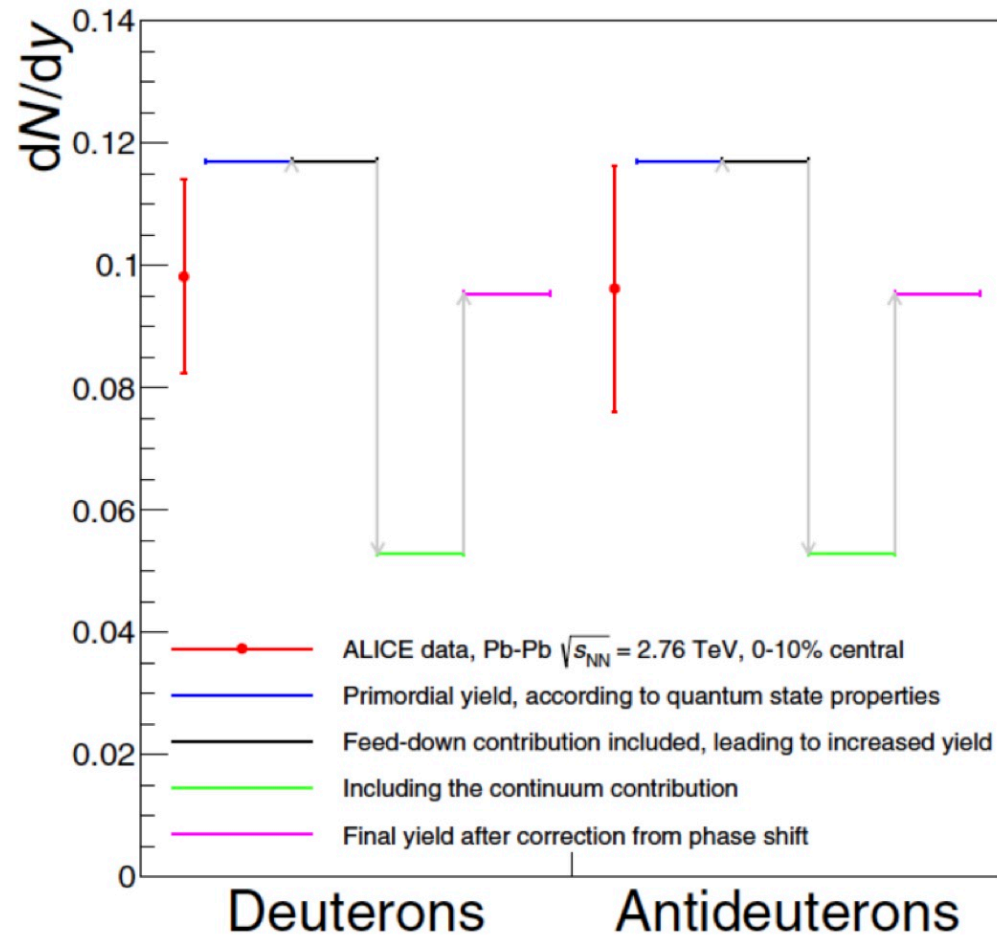 dN/dy
0.14
0.12
0.1
0.08
0.06
0.04
0.02
0
ALICE data, Pb-Pb √sNN = 2.76 TeV, 0-10% central
Primordial yield, according to quantum state properties
Feed-down contribution included, leading to increased yield
Including the continuum contribution
Final yield after correction from phase shift
Deuterons Antideuterons